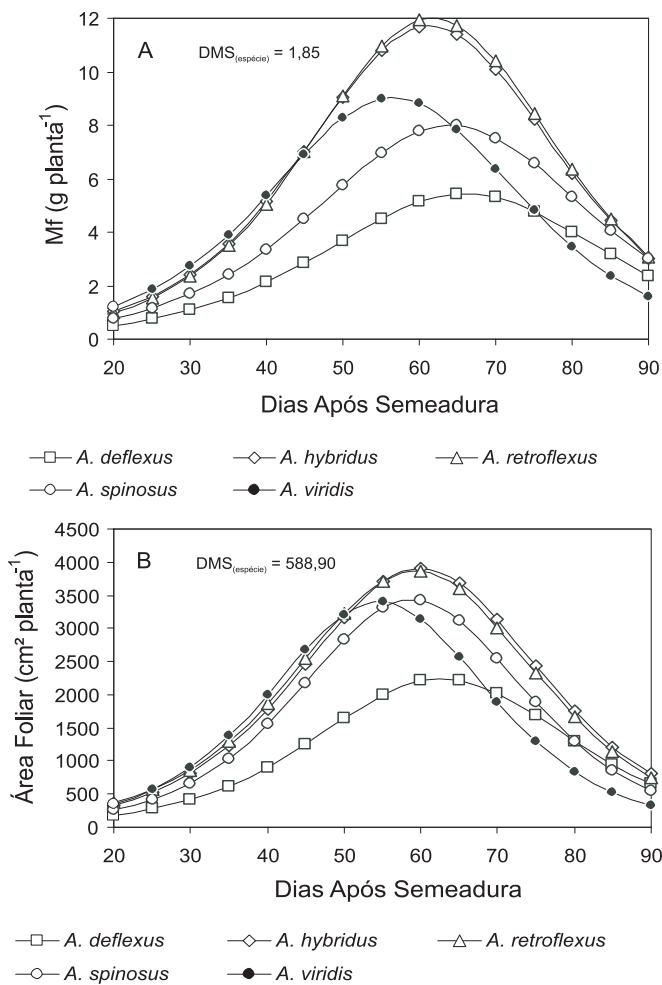 12
10
8
6
4
2
0
Mf (g planta⁻¹)
A
DMS(espécie) = 1,85
20 30 40 50 60 70 80 90
Dias Após Semeadura
A. deflexus A. hybridus A. retroflexus
A. spinosus A. viridis
4500
4000
3500
3000
2500
2000
1500
1000
500
0
Área Foliar (cm² planta⁻¹)
B
DMS(espécie) = 588,90
20 30 40 50 60 70 80 90
Dias Após Semeadura
A. deflexus A. hybridus A. retroflexus
A. spinosus A. viridis